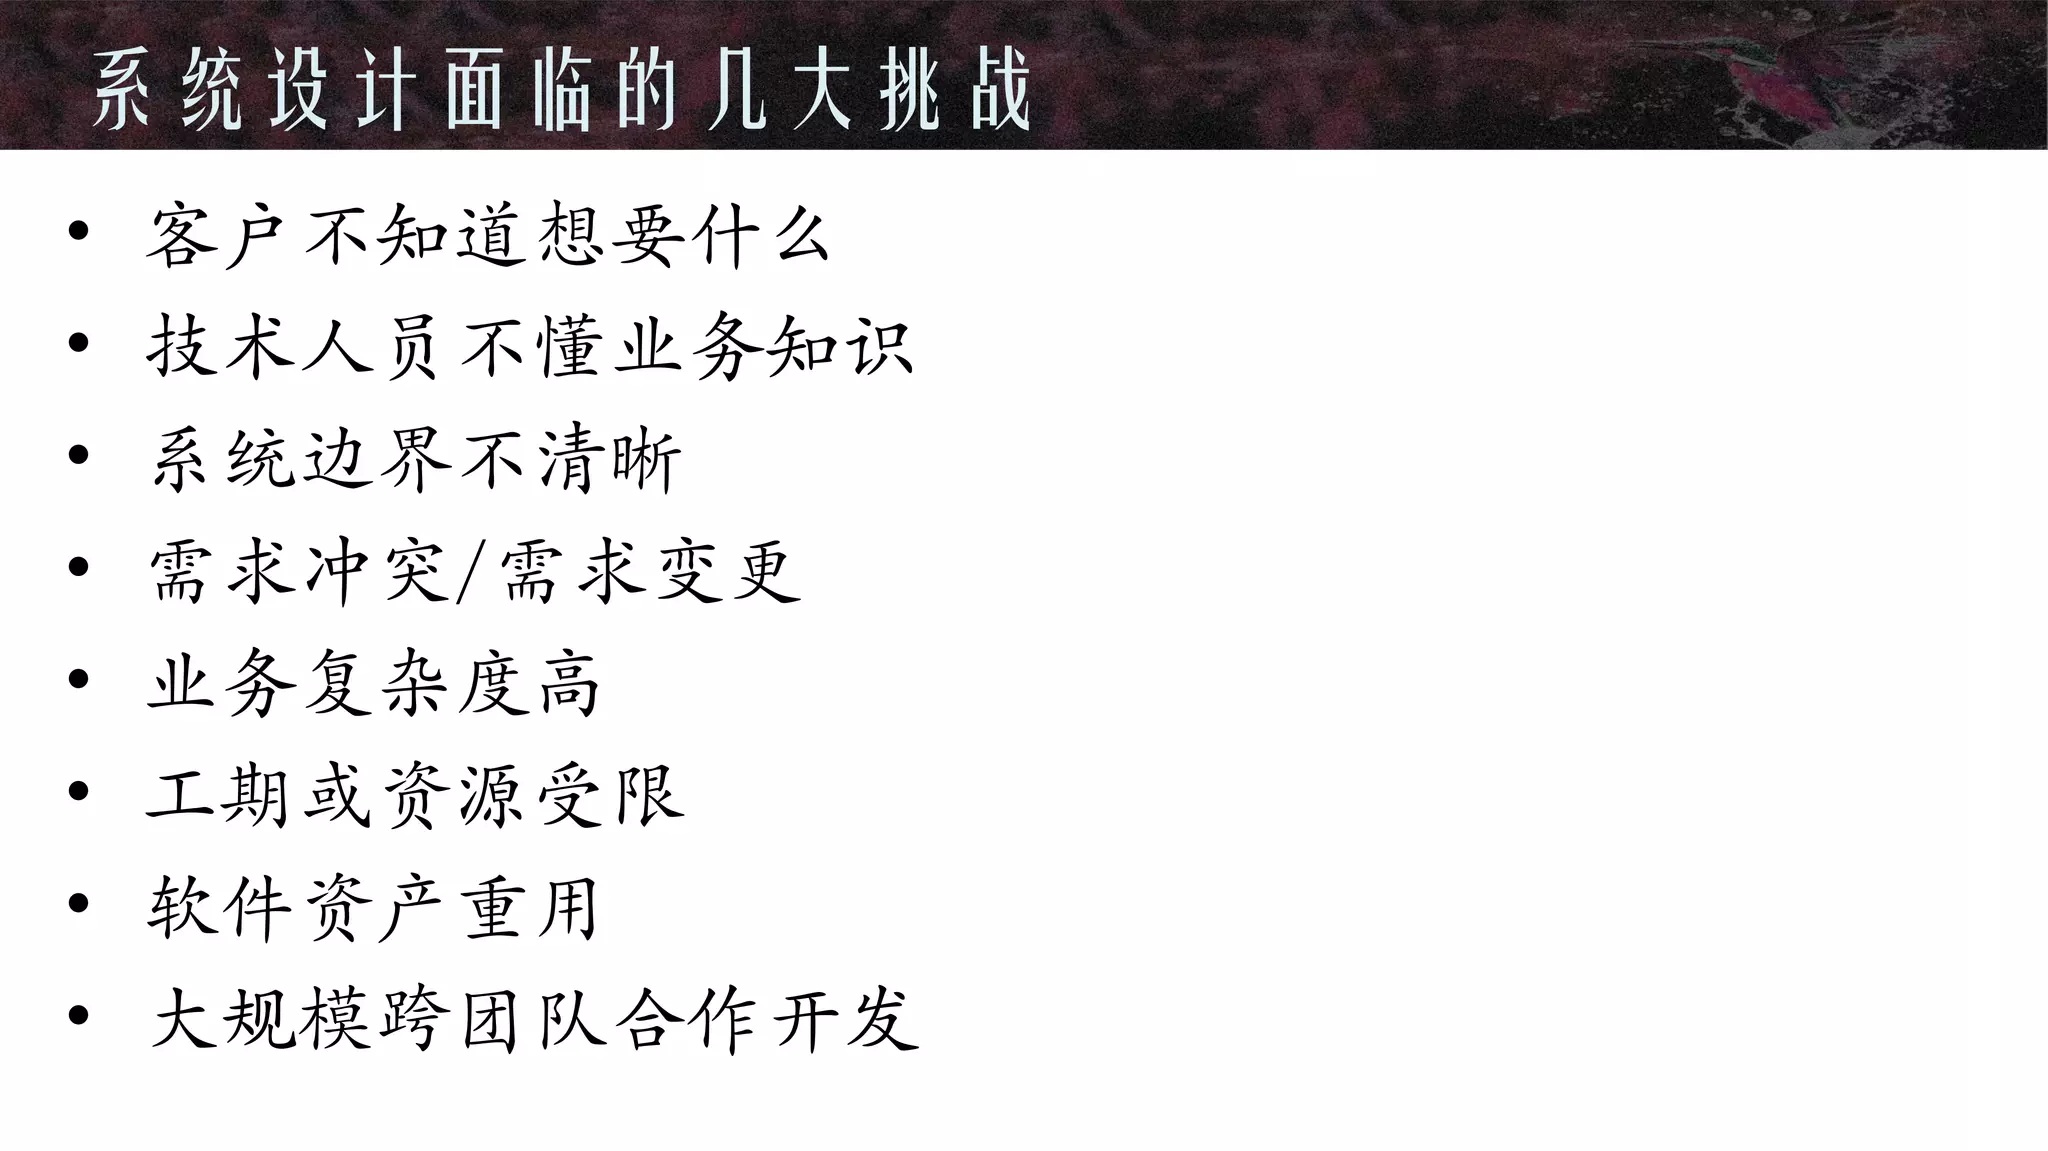 系统设计面临的几大挑战
• 客户不知道想要什么
• 技术人员不懂业务知识
• 系统边界不清晰
• 需求冲突/需求变更
• 业务复杂度高
• 工期或资源受限
• 软件资产重用
• 大规模跨团队合作开发